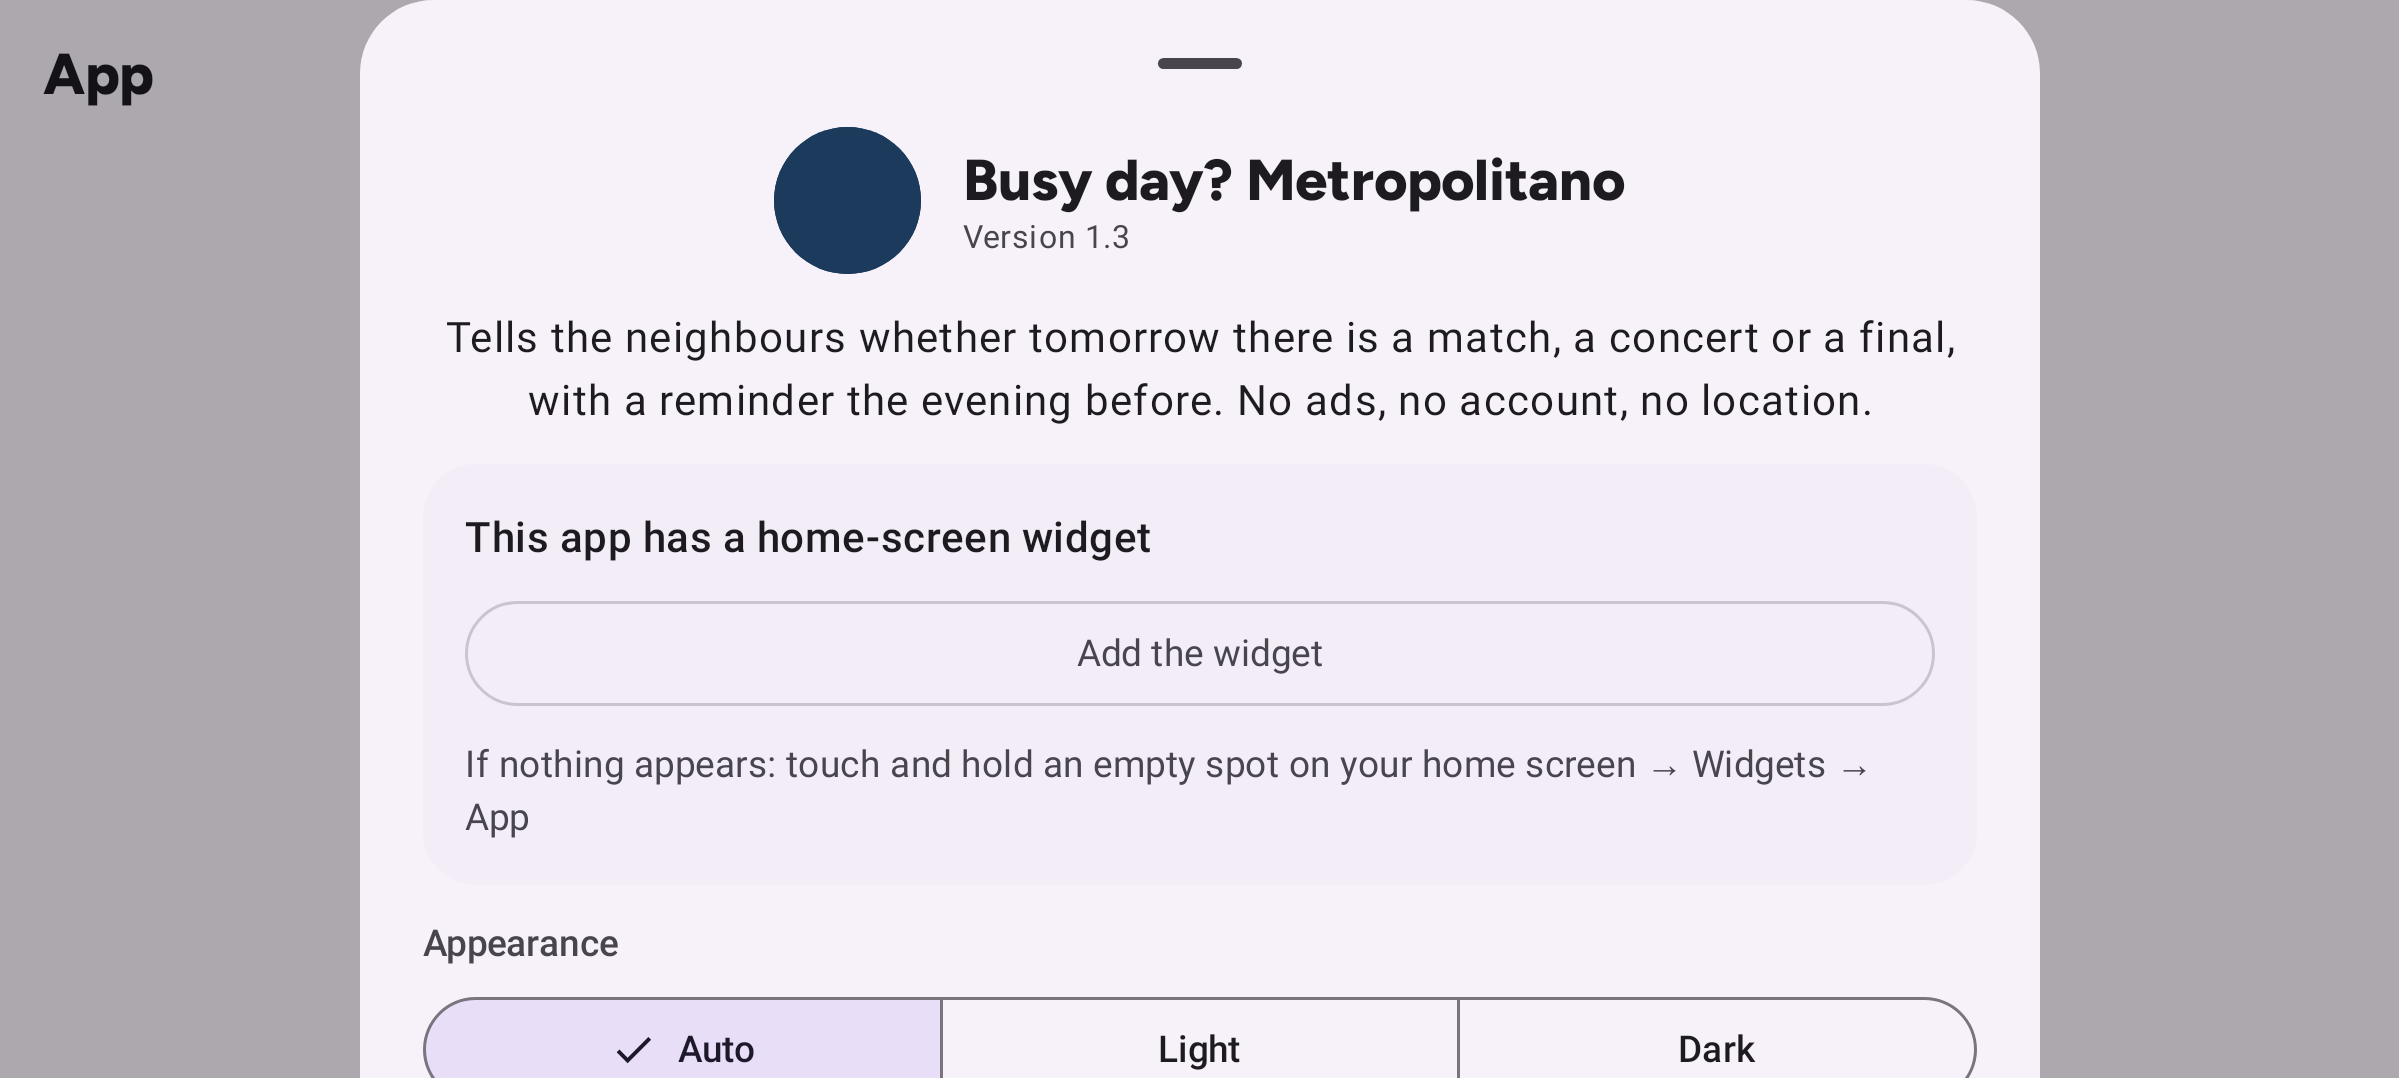 App
Busy day? Metropolitano
Version 1.3
Tells the neighbours whether tomorrow there is a match, a concert or a final,
with a reminder the evening before. No ads, no account, no location.
This app has a home-screen widget
Add the widget
If nothing appears: touch and hold an empty spot on your home screen → Widgets →
App
Appearance
Auto
Light
Dark